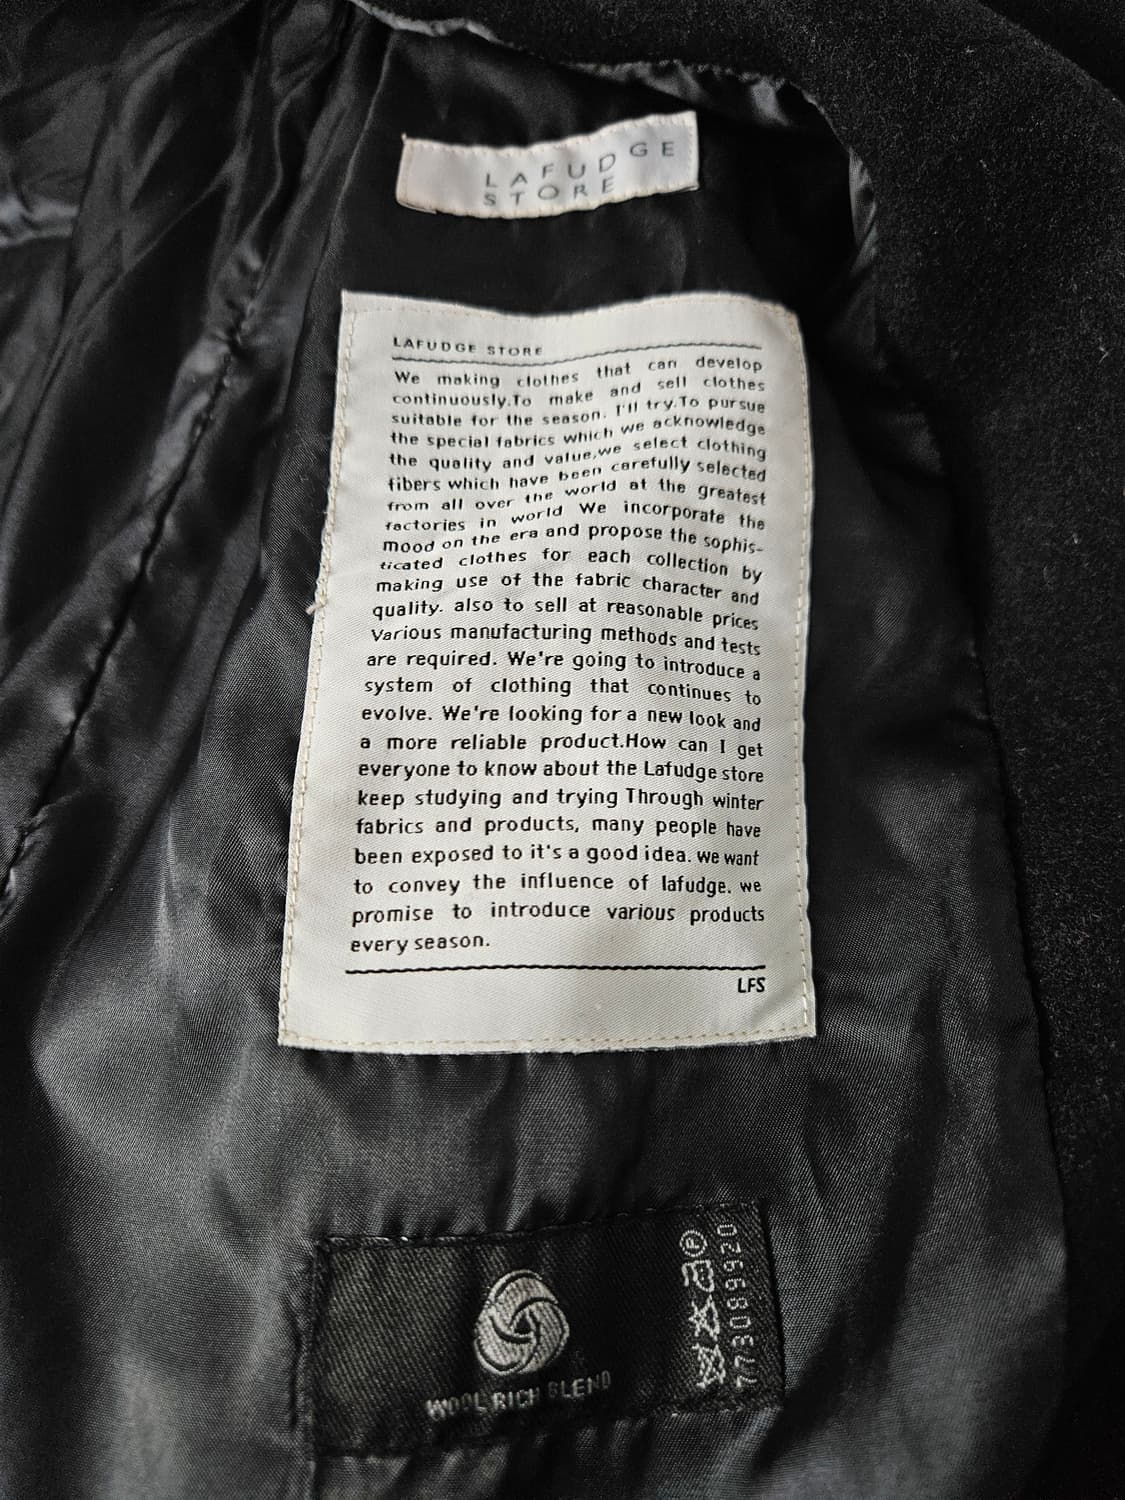 LAFUDGE
STORE
LAFUDGE STORE
We making clothes that can develop
continuously.To make and sell clothes
suitable for the season. I'll try.To pursue
the special fabrics which we acknowledge
the quality and value,we select clothing
fibers which have been carefully selected
from all over the world at the greatest
factories in world We incorporate the
mood on the era and propose the sophis-
ticated clothes for each collection by
making use of the fabric character and
quality. also to sell at reasonable prices
Various manufacturing methods and tests
are required. We're going to introduce a
system of clothing that continues to
evolve. We're looking for a new look and
a more reliable product.How can I get
everyone to know about the Lafudge store
keep studying and trying Through winter
fabrics and products, many people have
been exposed to it's a good idea. we want
to convey the influence of lafudge. we
promise to introduce various products
every season.
LFS
WOOL RICH BLEND
P